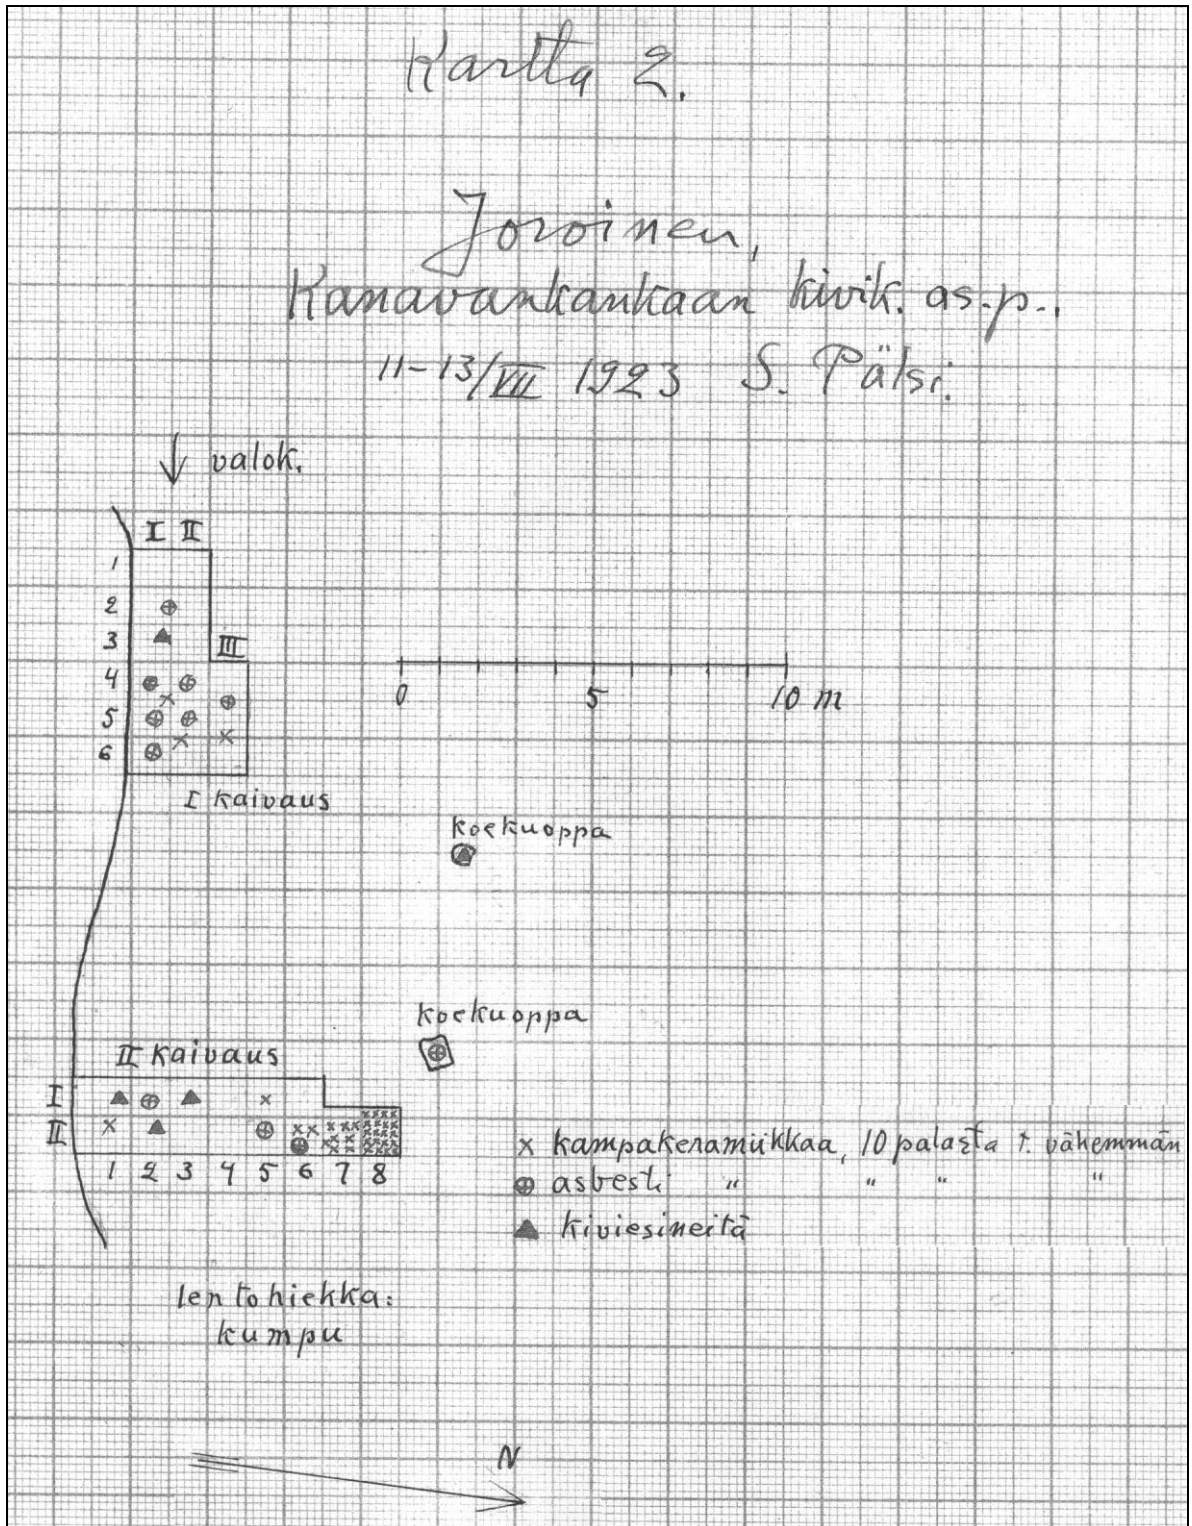 Kartta 2.
Joroinen,
Kanavankankaan kivik. as.p.
11-13/VII 1923 S. Pälsi.
valok.
I II
1
2
3 III
4
5
6
0 5 10 m
I kaivaus
koekuoppa
koekuoppa
II kaivaus
I
II
1 2 3 4 5 6 7 8
x kampakeramiikkaa, 10 palasta t. vähemmän
asbesti " " " "
kiviesineitä
lentohiekka:
kumpu
N